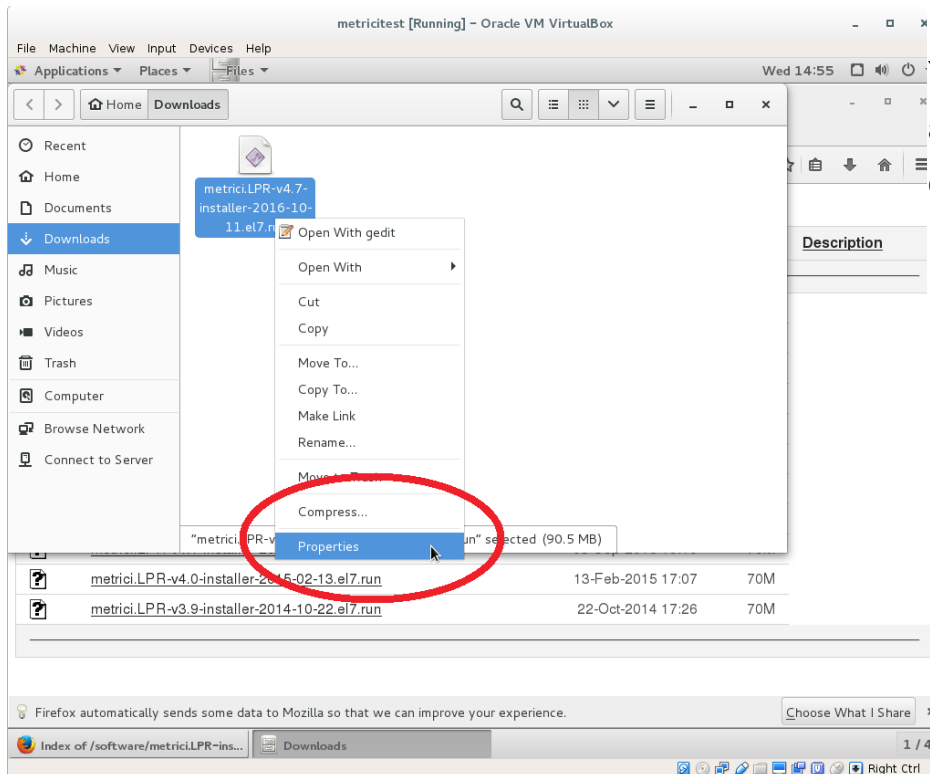 metricitest [Running] - Oracle VM VirtualBox
File Machine View Input Devices Help
Applications Places Files Wed 14:55
Home Downloads
Recent
Home
Documents
Downloads
Music
Pictures
Videos
Trash
Computer
Browse Network
Connect to Server
metrici.LPR-v4.7-
installer-2016-10-
11.el7.r
Open With gedit
Open With
Cut
Copy
Move To...
Copy To...
Make Link
Rename...
Move to Trash
Compress...
Properties
"metrici.LPR-v un" selected (90.5 MB)
Description
metrici.LPR-v4.0-installer-2015-02-13.el7.run 13-Feb-2015 17:07 70M
metrici.LPR-v3.9-installer-2014-10-22.el7.run 22-Oct-2014 17:26 70M
Firefox automatically sends some data to Mozilla so that we can improve your experience. Choose What I Share
Index of /software/metrici.LPR-ins... Downloads 1 / 4
Right Ctrl